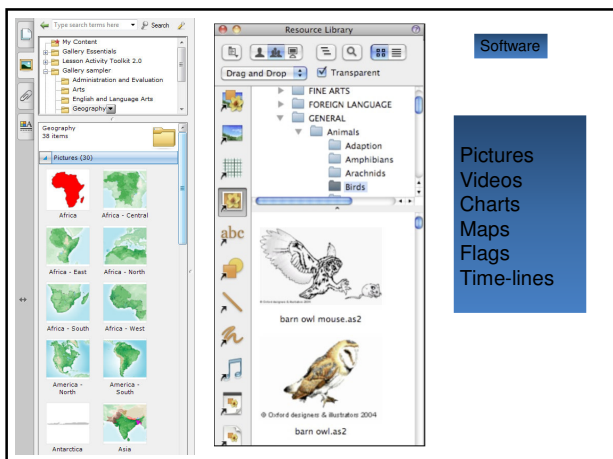 Type search terms here
Search
My Content
Gallery Essentials
Lesson Activity Toolkit 2.0
Gallery sampler
Administration and Evaluation
Arts
English and Language Arts
Geography
Geography
38 items
Pictures (30)
Africa
Africa - Central
Africa - East
Africa - North
Africa - South
Africa - West
America - North
America - South
Antarctica
Asia
Resource Library
Drag and Drop
Transparent
FINE ARTS
FOREIGN LANGUAGE
GENERAL
Animals
Adaption
Amphibians
Arachnids
Birds
abc
barn owl mouse.as2
© Oxford designers & illustrators 2004
barn owl.as2
Software
Pictures
Videos
Charts
Maps
Flags
Time-lines